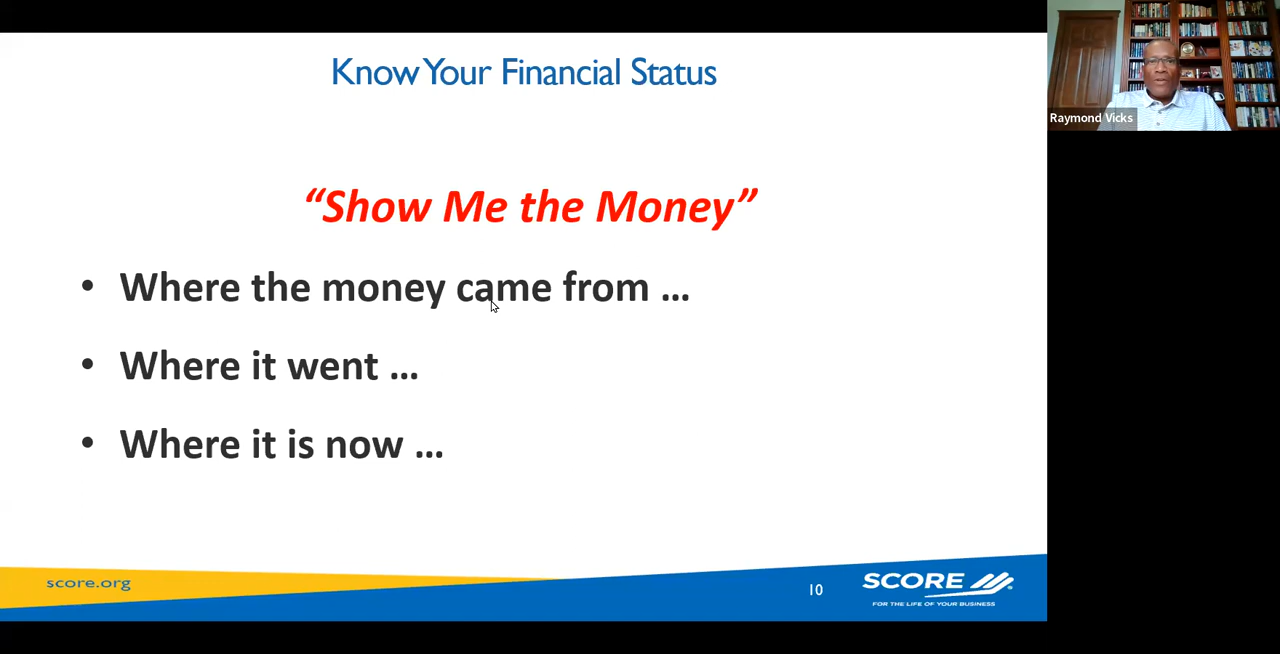 Know Your Financial Status
“Show Me the Money”
• Where the money came from ...
• Where it went ...
• Where it is now ...
score.org
10
SCORE
FOR THE LIFE OF YOUR BUSINESS
Raymond Vicks